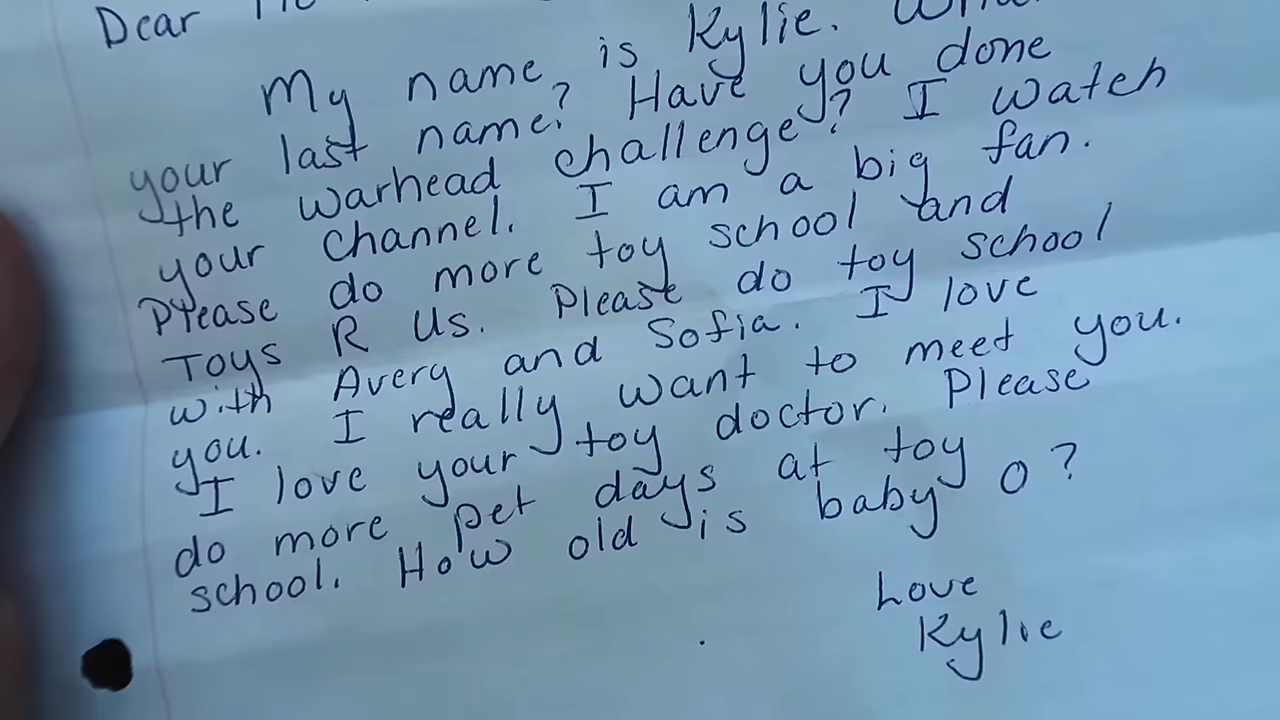 Dear
My name is Kylie.
your last name? Have you done
the warhead challenge? I watch
your channel. I am a big fan.
Please do more toy school and
Toys R Us. Please do toy school
with Avery and Sofia. I love
you. I really want to meet you.
I love your toy doctor. Please
do more pet days at toy
school. How old is baby O?
Love
Kylie